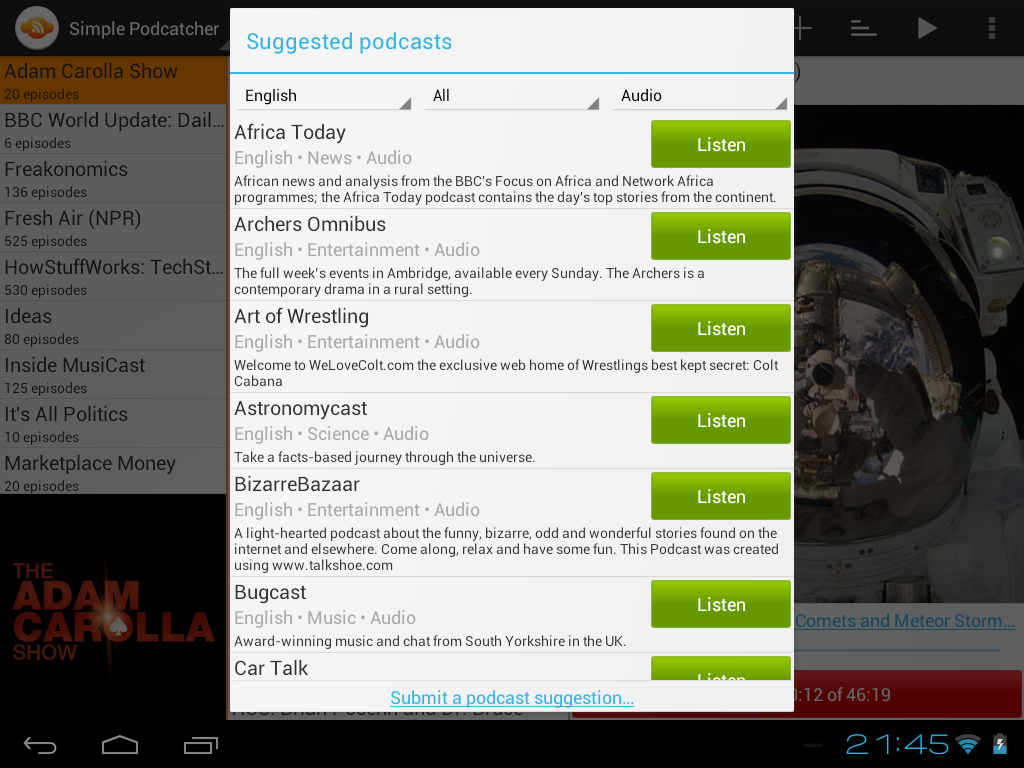 Simple Podcatcher
Adam Carolla Show
20 episodes
BBC World Update: Dail...
6 episodes
Freakonomics
136 episodes
Fresh Air (NPR)
525 episodes
HowStuffWorks: TechSt...
530 episodes
Ideas
80 episodes
Inside MusiCast
125 episodes
It's All Politics
10 episodes
Marketplace Money
20 episodes
THE
ADAM
CAROLLA
SHOW
Suggested podcasts
English All Audio
Africa Today
Listen
English • News • Audio
African news and analysis from the BBC's Focus on Africa and Network Africa
programmes; the Africa Today podcast contains the day's top stories from the continent.
Archers Omnibus
Listen
English • Entertainment • Audio
The full week's events in Ambridge, available every Sunday. The Archers is a
contemporary drama in a rural setting.
Art of Wrestling
Listen
English • Entertainment • Audio
Welcome to WeLoveColt.com the exclusive web home of Wrestlings best kept secret: Colt
Cabana
Astronomycast
Listen
English • Science • Audio
Take a facts-based journey through the universe.
BizarreBazaar
Listen
English • Entertainment • Audio
A light-hearted podcast about the funny, bizarre, odd and wonderful stories found on the
internet and elsewhere. Come along, relax and have some fun. This Podcast was created
using www.talkshoe.com
Bugcast
Listen
English • Music • Audio
Award-winning music and chat from South Yorkshire in the UK.
Car Talk
Listen
Submit a podcast suggestion...
Comets and Meteor Storm...
:12 of 46:19
21:45